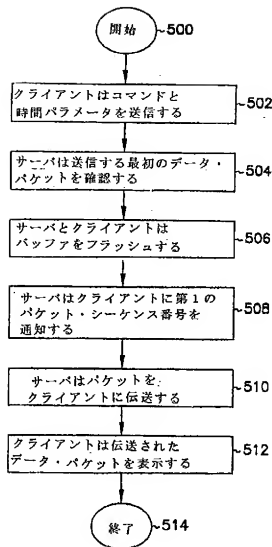 開始
500
クライアントはコマンドと
時間パラメータを送信する
502
サーバは送信する最初のデータ・
パケットを確認する
504
サーバとクライアントは
バッファをフラッシュする
506
サーバはクライアントに第1の
パケット・シーケンス番号を
通知する
508
サーバはパケットを
クライアントに伝送する
510
クライアントは伝送された
データ・パケットを表示する
512
終了
514